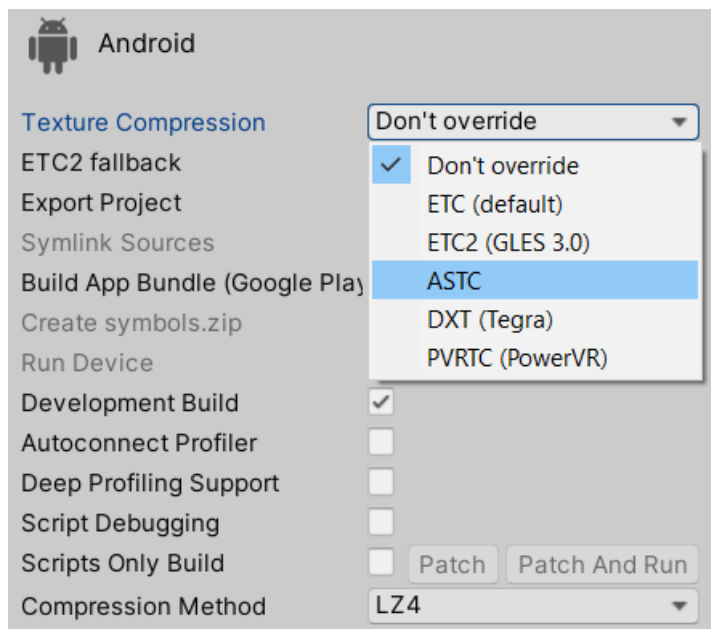 Android
Texture Compression Don't override
ETC2 fallback Don't override
Export Project ETC (default)
Symlink Sources ETC2 (GLES 3.0)
Build App Bundle (Google Play ASTC
Create symbols.zip DXT (Tegra)
Run Device PVRTC (PowerVR)
Development Build
Autoconnect Profiler
Deep Profiling Support
Script Debugging
Scripts Only Build Patch Patch And Run
Compression Method LZ4